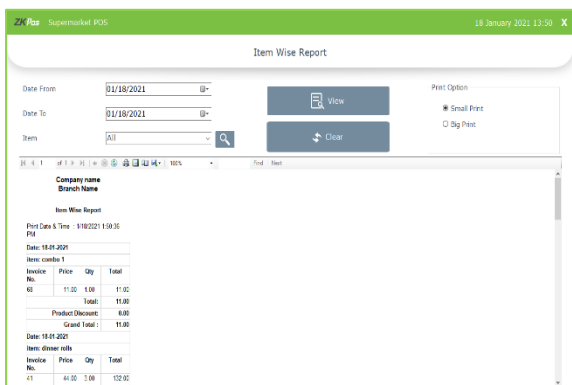 ZKPos Supermarket POS 18 January 2021 13:50 X
Item Wise Report
Date From 01/18/2021
Date To 01/18/2021
Item All
View
Clear
Print Option
Small Print
Big Print
1 of 1 100% Find Next
Company name
Branch Name
Item Wise Report
Print Date & Time : 1/18/2021 1:50:36
PM
Date: 18-01-2021
Item: combo 1
Invoice No. Price Qty Total
68 11.00 1.00 11.00
Total: 11.00
Product Discount: 0.00
Grand Total : 11.00
Date: 18-01-2021
Item: dinner rolls
Invoice No. Price Qty Total
41 44.00 3.00 132.00